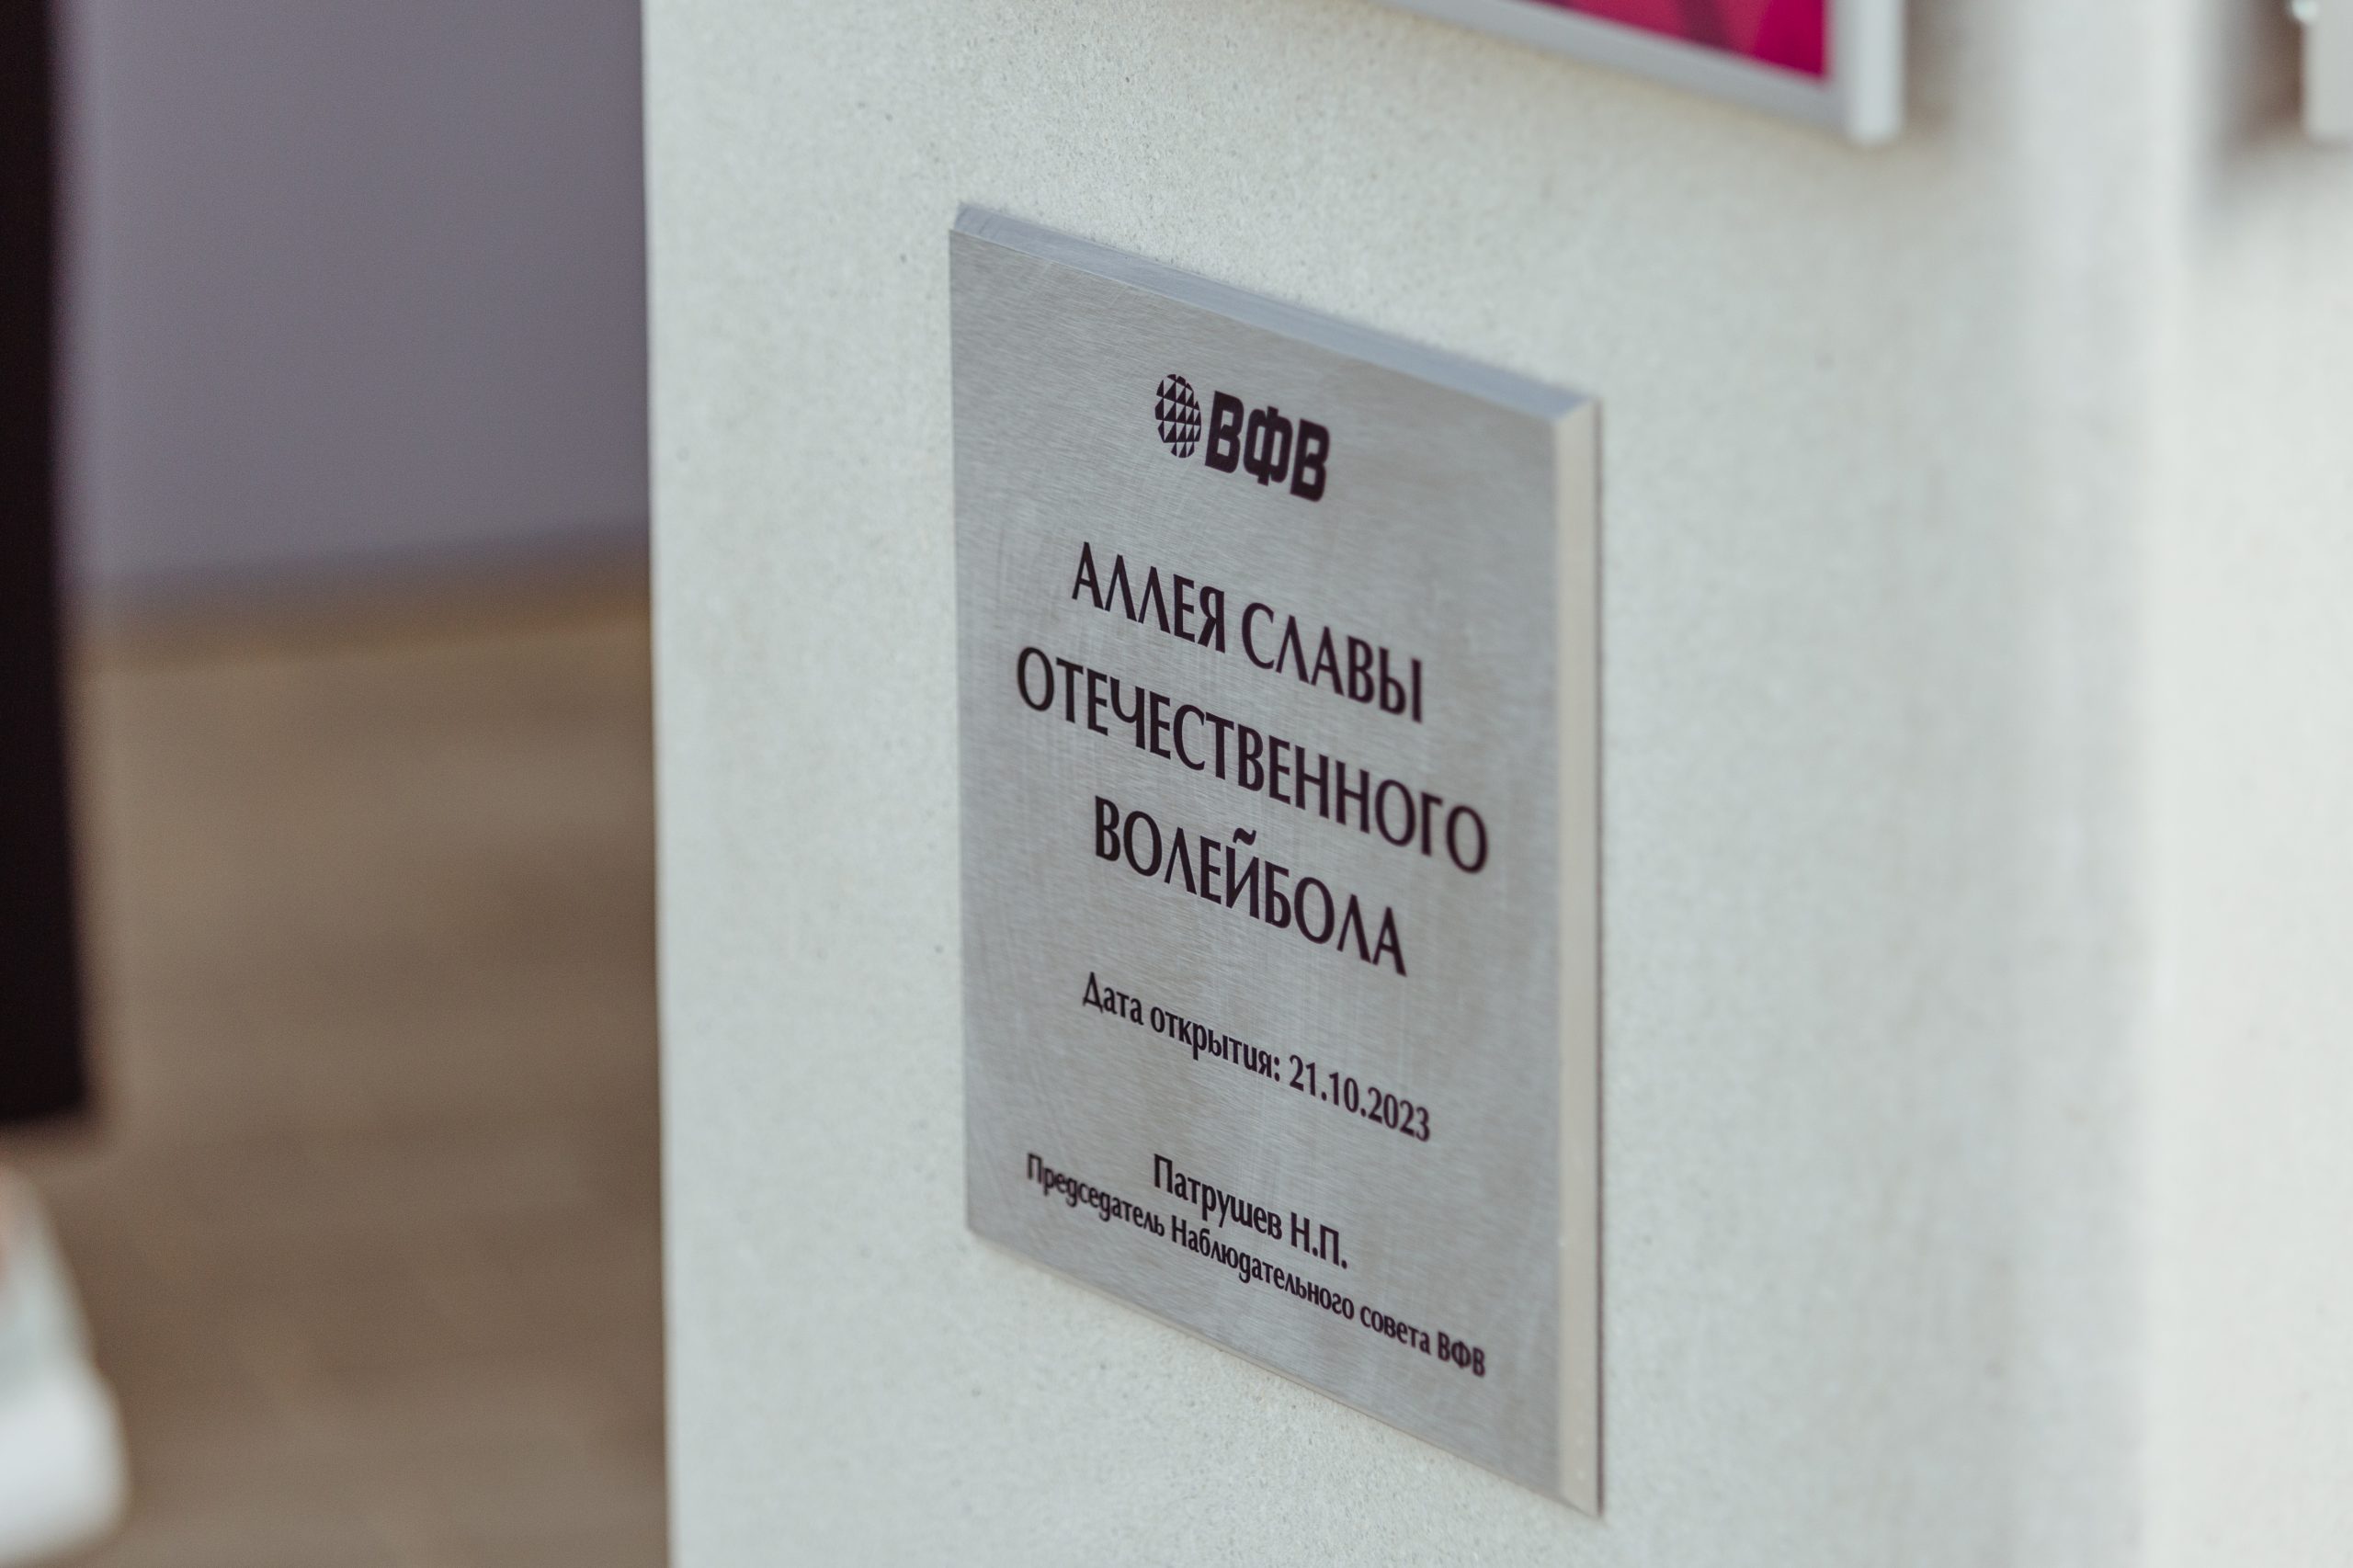 ВФВ
АЛЛЕЯ СЛАВЫ
ОТЕЧЕСТВЕННОГО
ВОЛЕЙБОЛА
Дата открытия: 21.10.2023
Патрушев Н.П.
Председатель Наблюдательного совета ВФВ